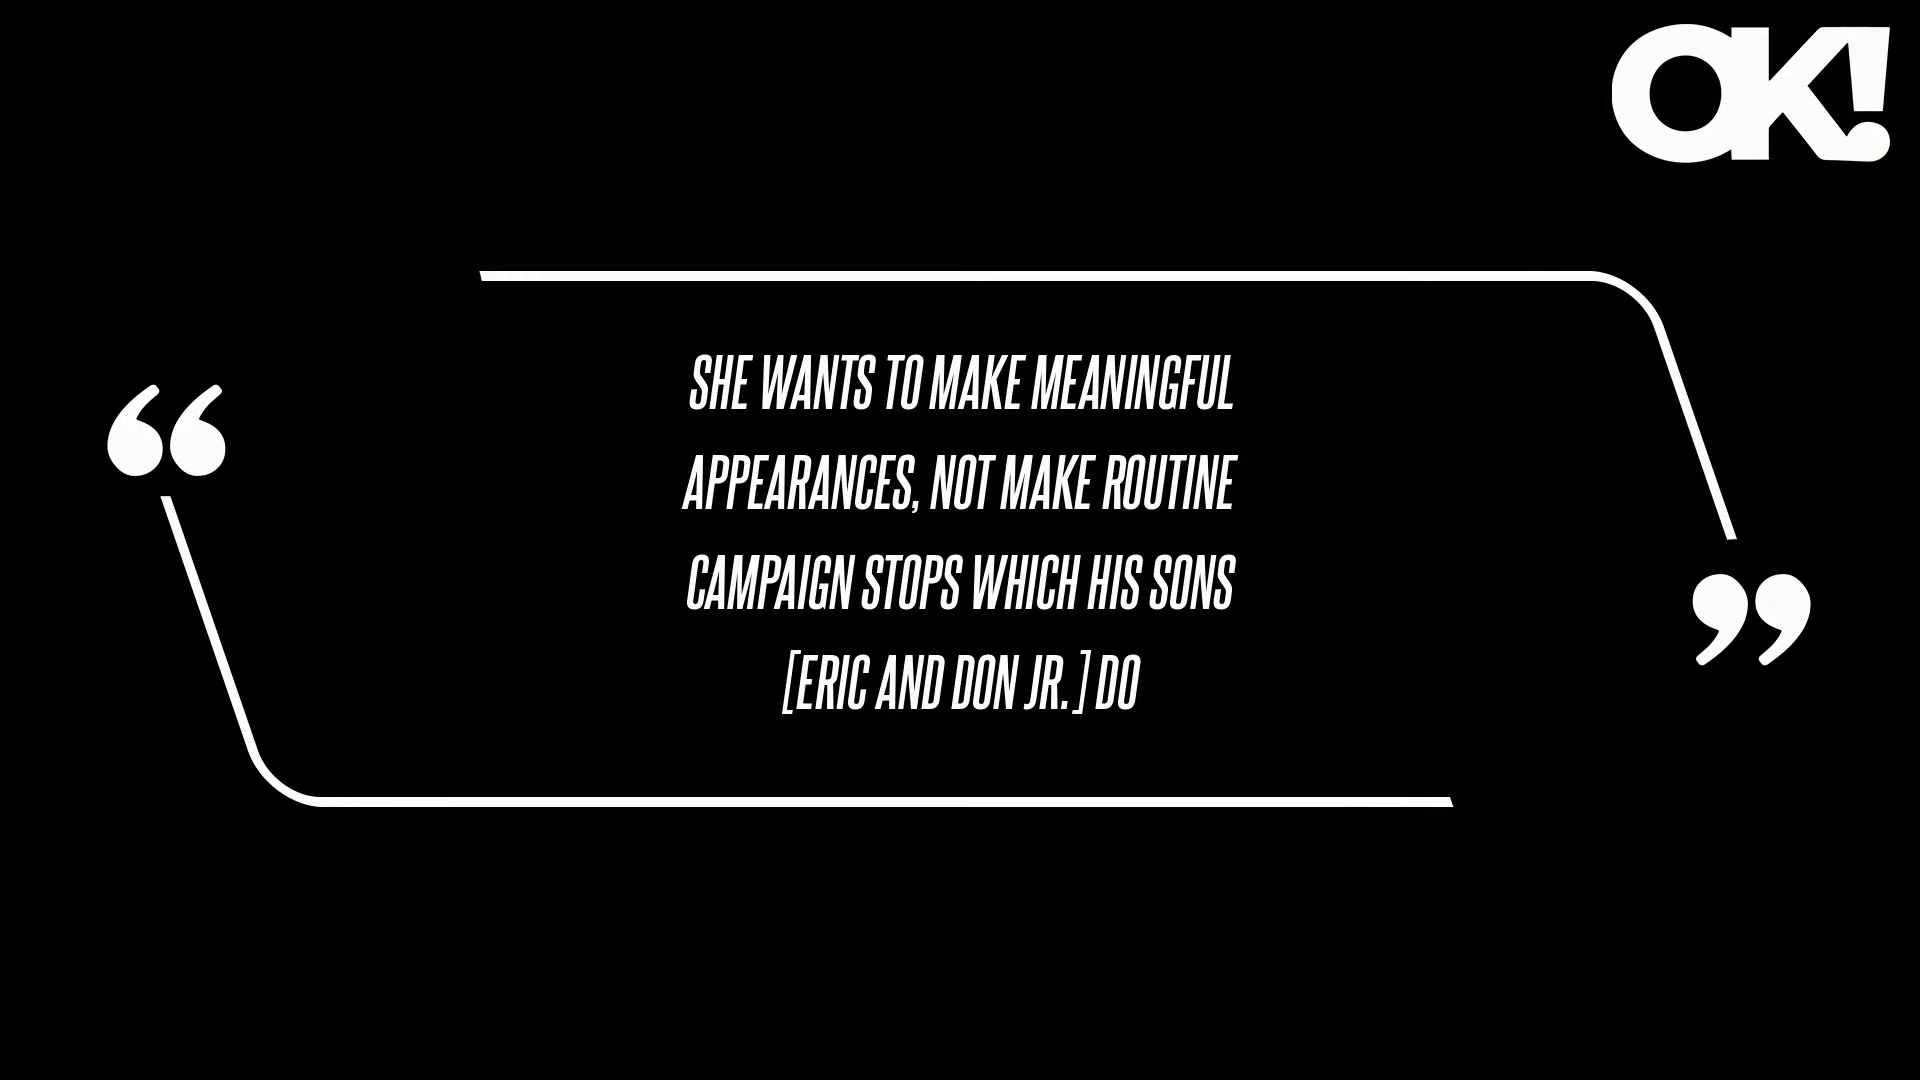 OK!
“
SHE WANTS TO MAKE MEANINGFUL
APPEARANCES, NOT MAKE ROUTINE
CAMPAIGN STOPS WHICH HIS SONS
[ERIC AND DON JR.] DO
”